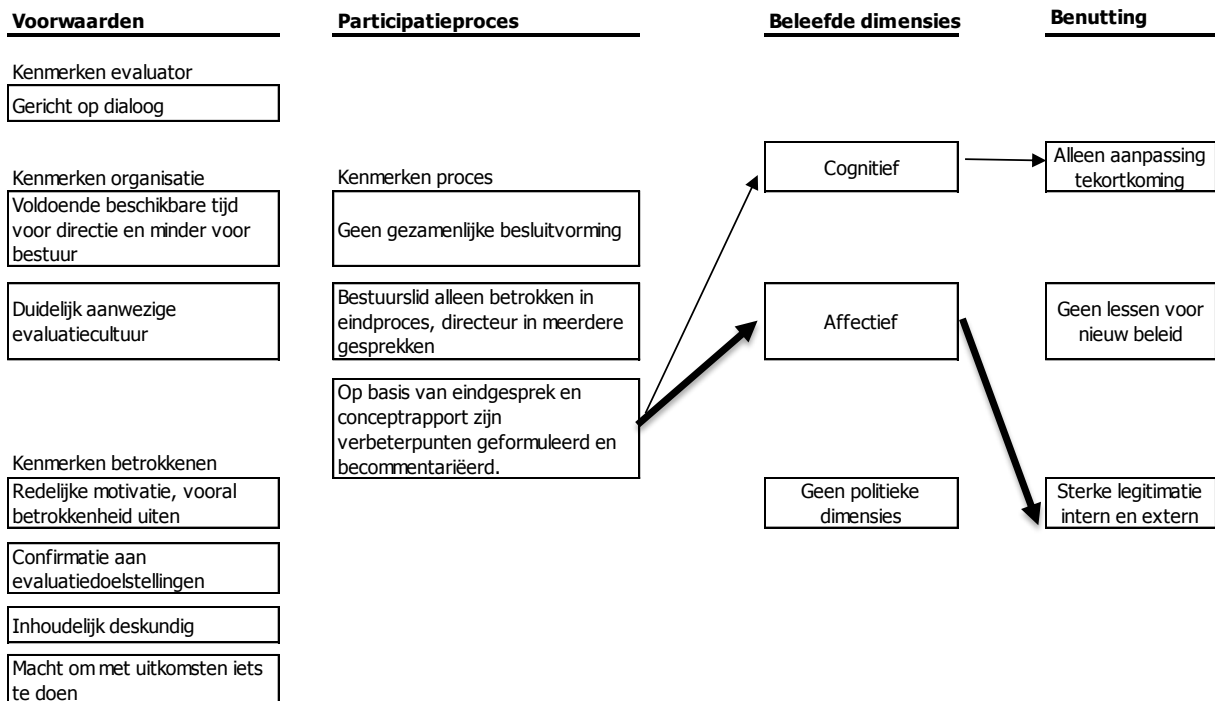 Voorwaarden
Kenmerken evaluator
Gericht op dialoog
Kenmerken organisatie
Voldoende beschikbare tijd
voor directie en minder voor
bestuur
Duidelijk aanwezige
evaluatiecultuur
Kenmerken betrokkenen
Redelijke motivatie, vooral
betrokkenheid uiten
Confirmatie aan
evaluatiedoelstellingen
Inhoudelijk deskundig
Macht om met uitkomsten iets
te doen
Participatieproces
Kenmerken proces
Geen gezamenlijke besluitvorming
Bestuurslid alleen betrokken in
eindproces, directeur in meerdere
gesprekken
Op basis van eindgesprek en
conceptrapport zijn
verbeterpunten geformuleerd en
becommentariëerd.
Beleefde dimensies
Cognitief
Affectief
Geen politieke
dimensies
Benutting
Alleen aanpassing
tekortkoming
Geen lessen voor
nieuw beleid
Sterke legitimatie
intern en extern